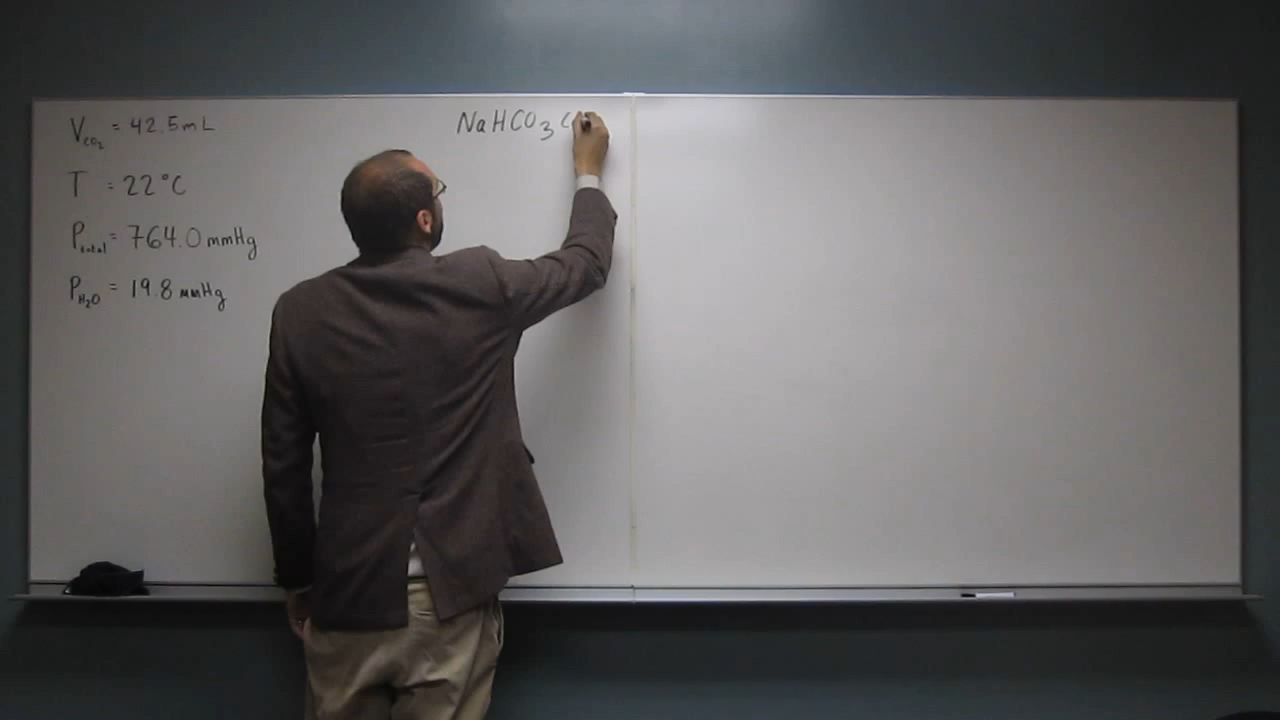 V_CO₂ = 42.5 mL
T = 22°C
P_total = 764.0 mmHg
P_H₂O = 19.8 mmHg
NaHCO₃ (